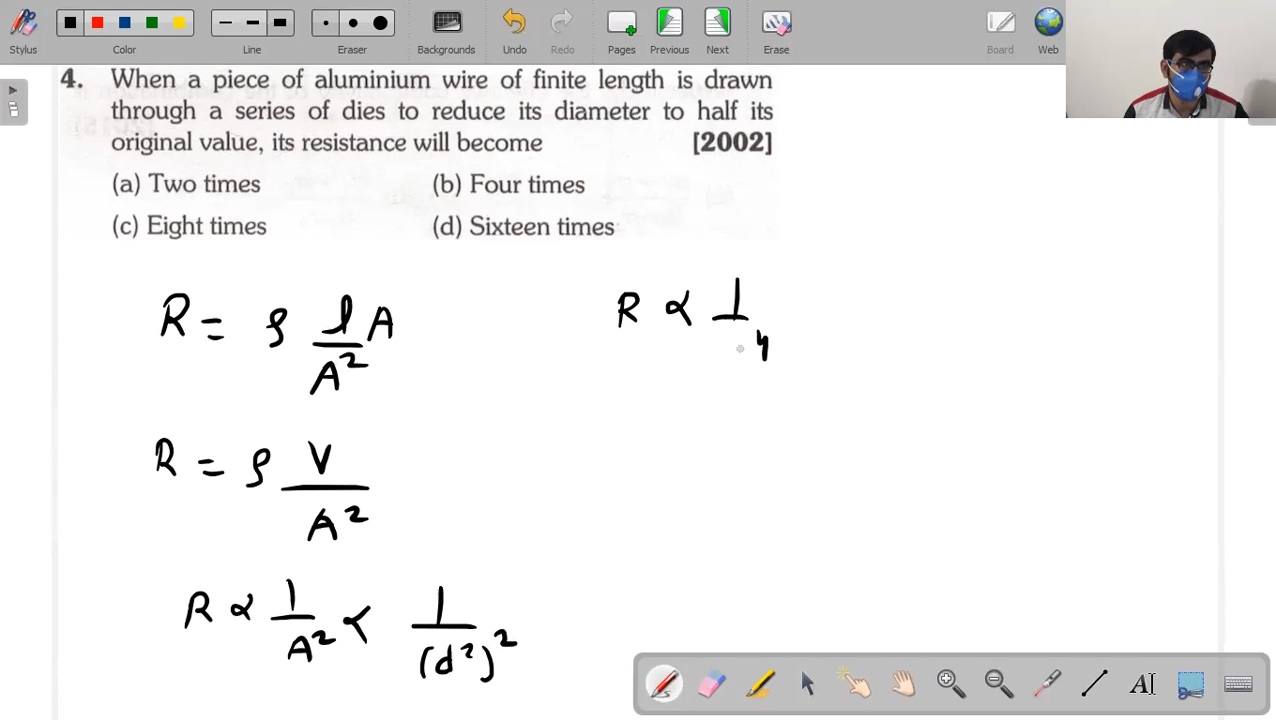 Stylus Color Line Eraser Backgrounds Undo Redo Pages Previous Next Erase Board Web
4. When a piece of aluminium wire of finite length is drawn
through a series of dies to reduce its diameter to half its
original value, its resistance will become [2002]
(a) Two times (b) Four times
(c) Eight times (d) Sixteen times
R = ρ l A / A²
R ∝ 1 / 4
R = ρ V / A²
R ∝ 1 / A² ∝ 1 / (d²)²
A